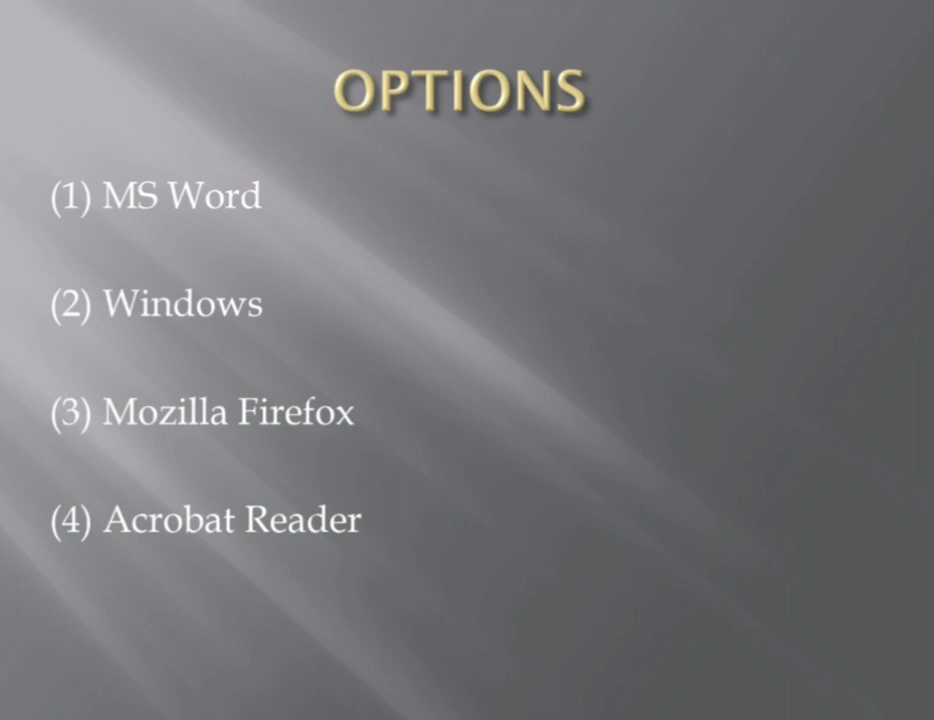 OPTIONS
(1) MS Word
(2) Windows
(3) Mozilla Firefox
(4) Acrobat Reader